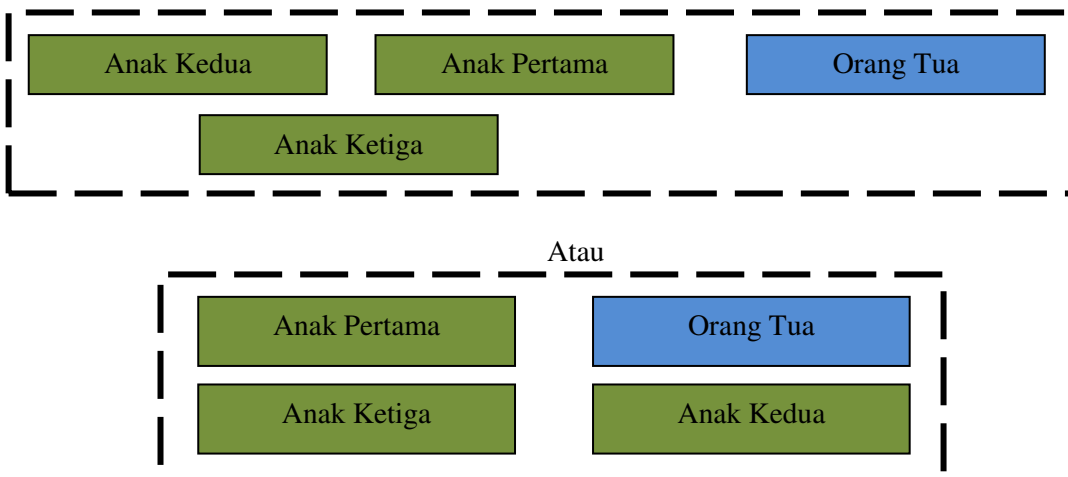 Anak Kedua
Anak Pertama
Orang Tua
Anak Ketiga
Atau
Anak Pertama
Orang Tua
Anak Ketiga
Anak Kedua